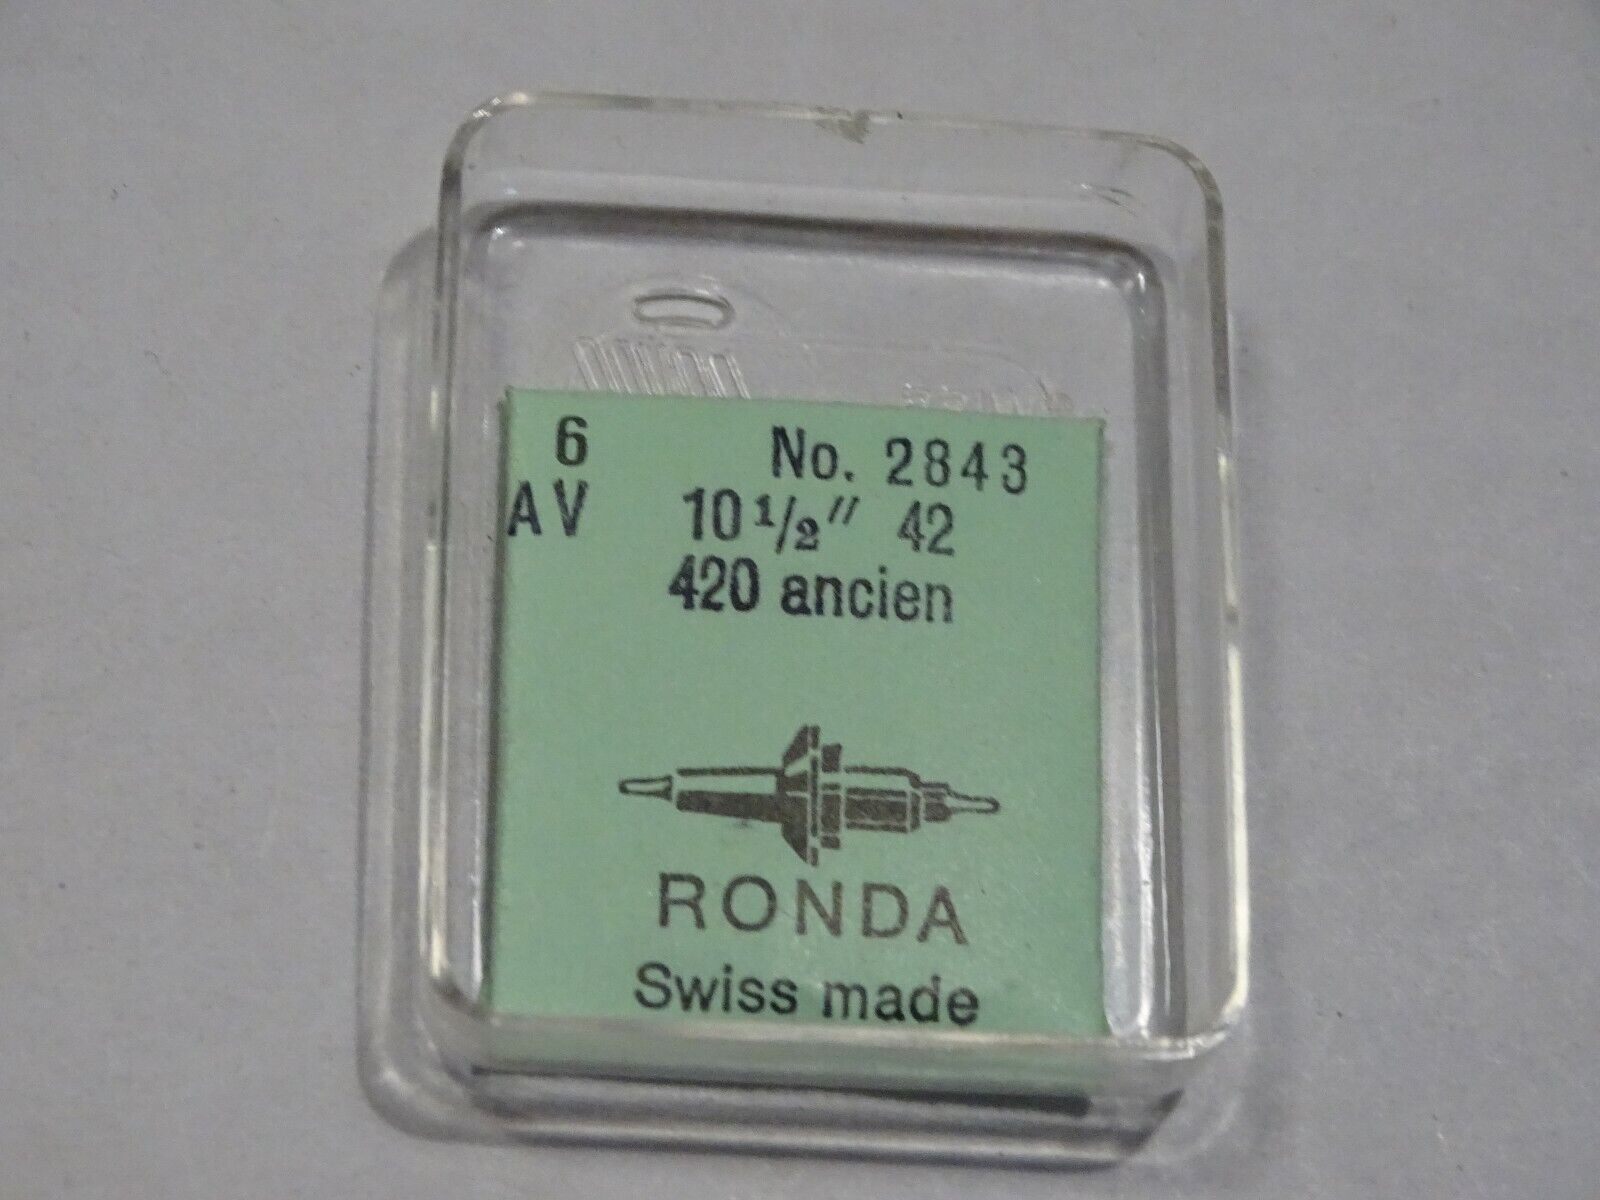 6 No. 2843
AV 10 1/2″ 42
420 ancien
RONDA
Swiss made